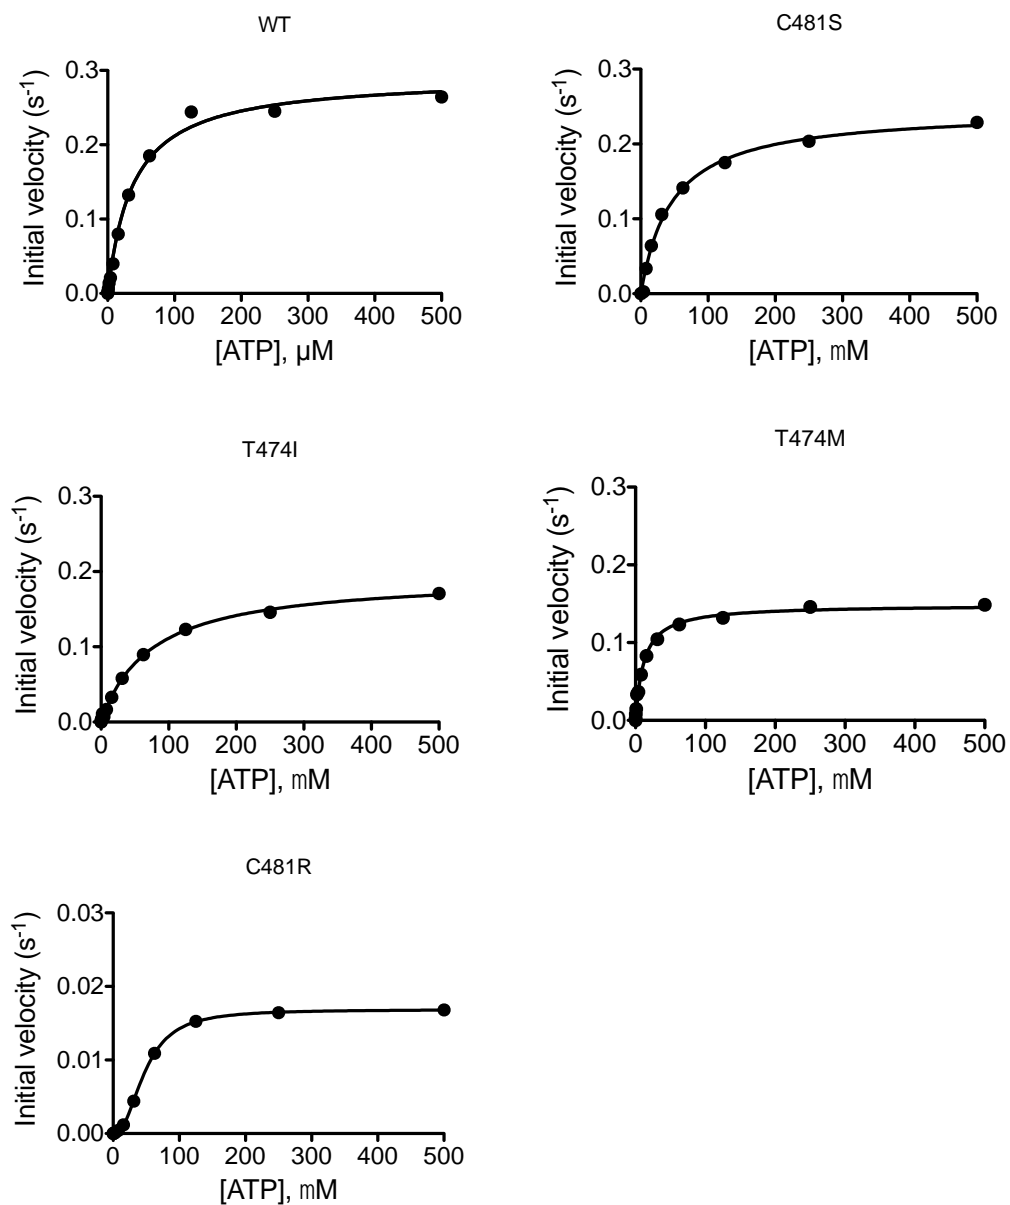 WT
0.3
0.2
0.1
0.0
0 100 200 300 400 500
Initial velocity (s-1)
[ATP], µM
C481S
0.3
0.2
0.1
0.0
0 100 200 300 400 500
Initial velocity (s-1)
[ATP], mM
T474I
0.3
0.2
0.1
0.0
0 100 200 300 400 500
Initial velocity (s-1)
[ATP], mM
T474M
0.3
0.2
0.1
0.0
0 100 200 300 400 500
Initial velocity (s-1)
[ATP], mM
C481R
0.03
0.02
0.01
0.00
0 100 200 300 400 500
Initial velocity (s-1)
[ATP], mM